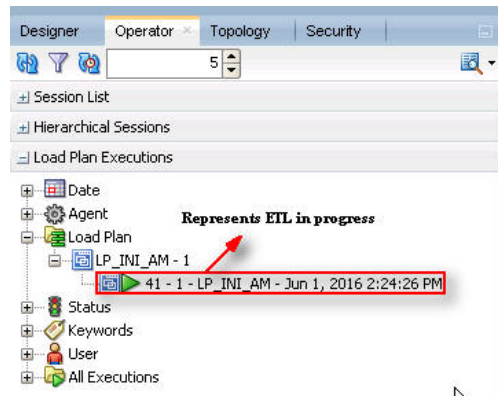 Designer Operator Topology Security
5
Session List
Hierarchical Sessions
Load Plan Executions
Date
Agent
Represents ETL in progress
Load Plan
LP_INI_AM - 1
41 - 1 - LP_INI_AM - Jun 1, 2016 2:24:26 PM
Status
Keywords
User
All Executions